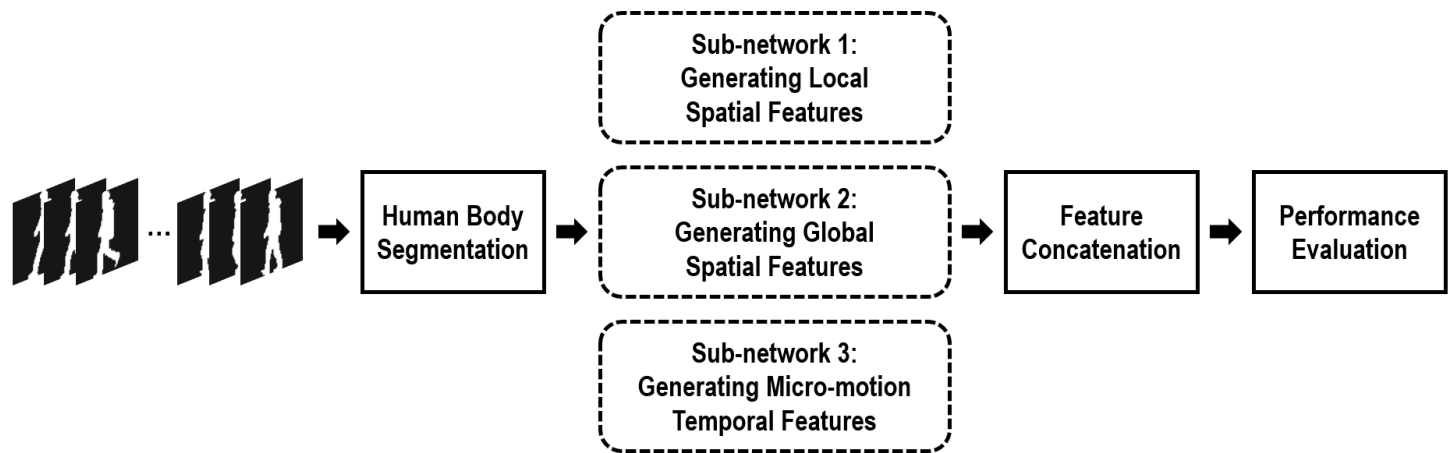 Human Body
Segmentation
Sub-network 1:
Generating Local
Spatial Features
Sub-network 2:
Generating Global
Spatial Features
Sub-network 3:
Generating Micro-motion
Temporal Features
Feature
Concatenation
Performance
Evaluation